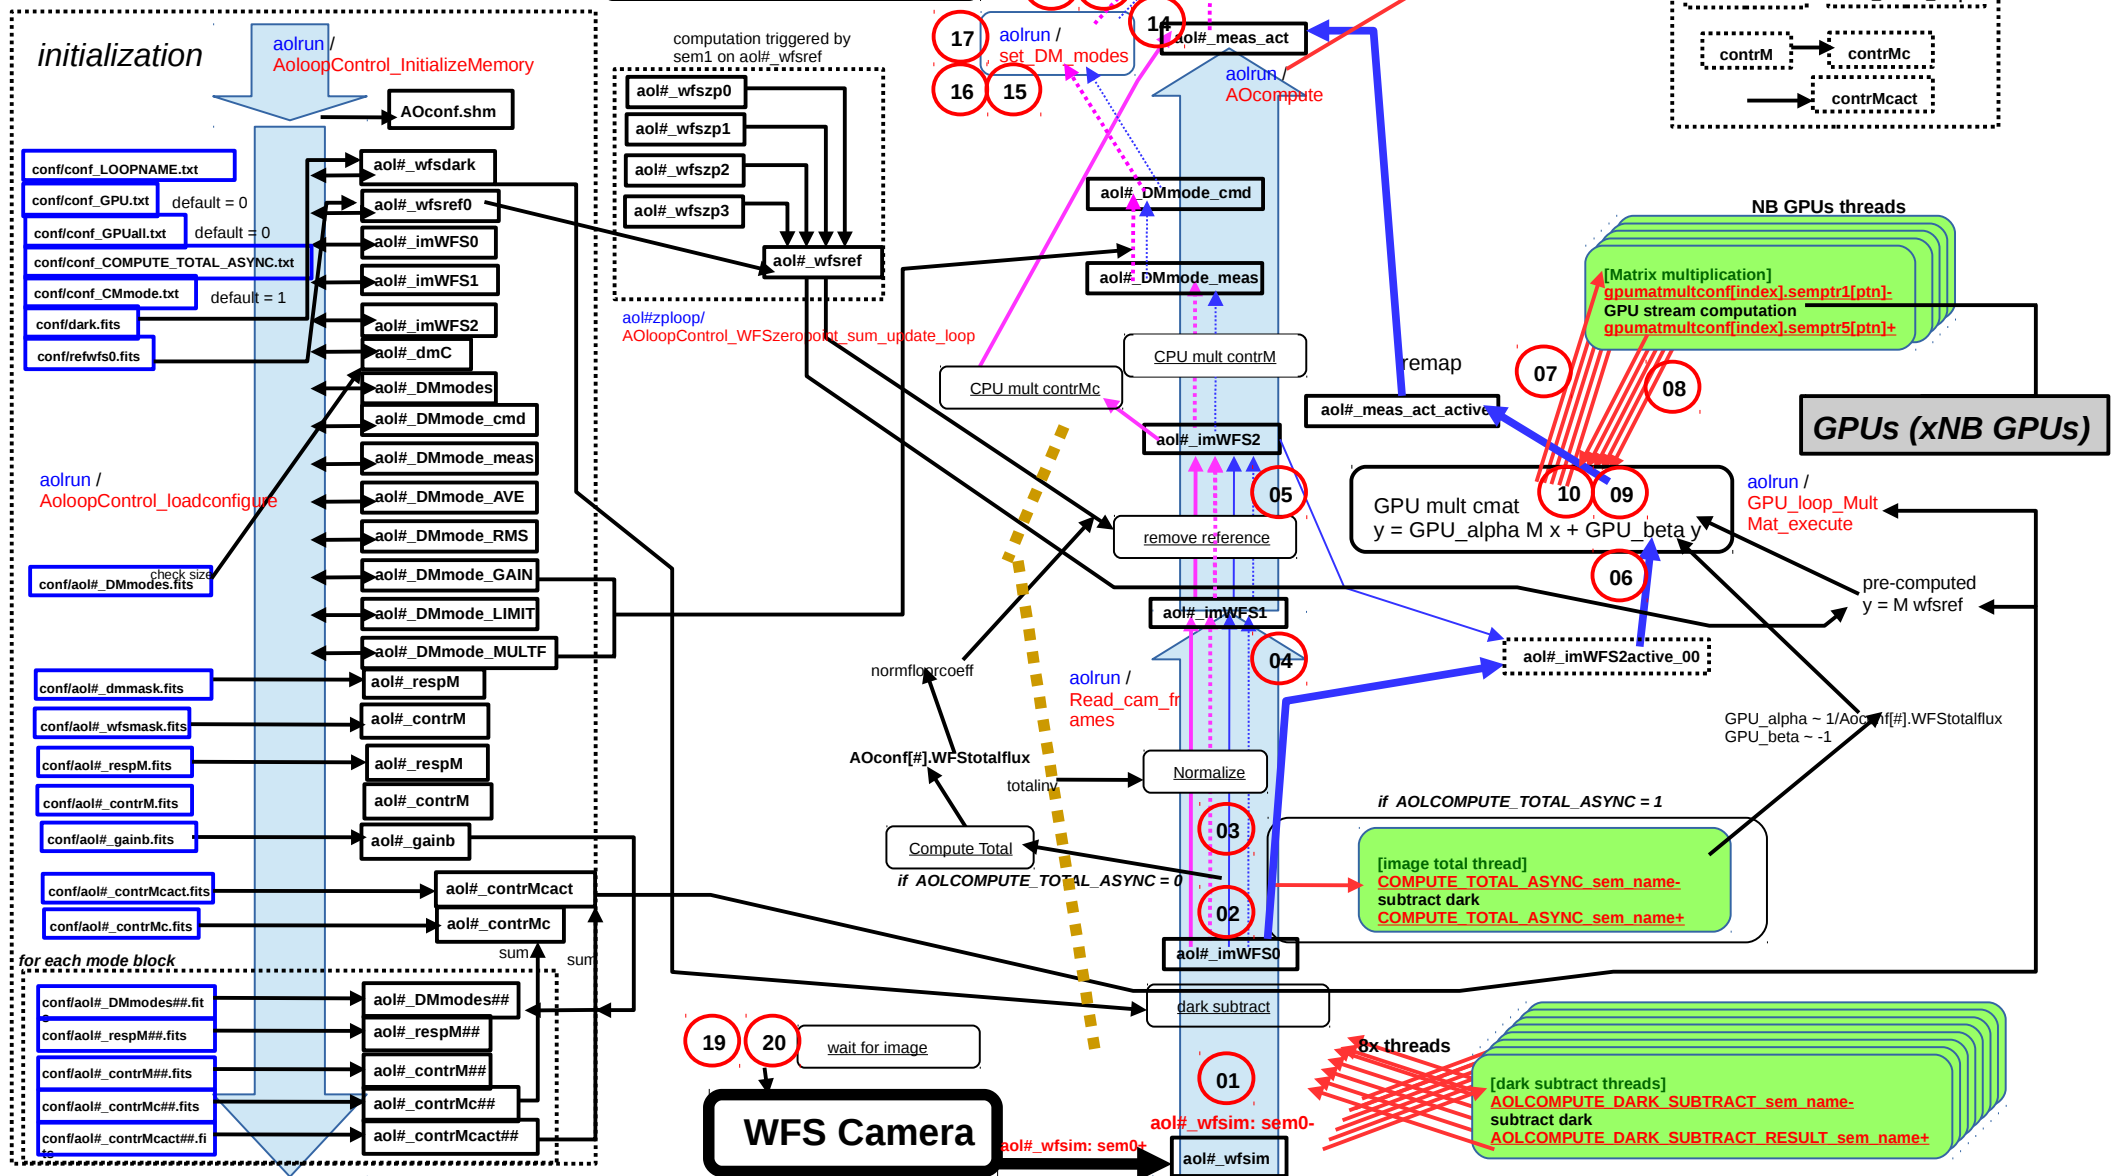 initialization
aolrun /
AoloopControl_InitializeMemory
AOconf.shm
conf/conf_LOOPNAME.txt
conf/conf_GPU.txt
default = 0
conf/conf_GPUall.txt
default = 0
conf/conf_COMPUTE_TOTAL_ASYNC.txt
conf/conf_CMmode.txt
default = 1
conf/dark.fits
conf/refwfs0.fits
aol#_wfsdark
aol#_wfsref0
aol#_imWFS0
aol#_imWFS1
aol#_imWFS2
aol#_dmC
aol#_DMmodes
aol#_DMmode_cmd
aol#_DMmode_meas
aol#_DMmode_AVE
aol#_DMmode_RMS
aol#_DMmode_GAIN
aol#_DMmode_LIMIT
aol#_DMmode_MULTF
aolrun /
AoloopControl_loadconfigure
check size
conf/aol#_DMmodes.fits
conf/aol#_dmmask.fits
conf/aol#_wfsmask.fits
conf/aol#_respM.fits
conf/aol#_contrM.fits
conf/aol#_gainb.fits
conf/aol#_contrMcact.fits
conf/aol#_contrMc.fits
aol#_respM
aol#_contrM
aol#_respM
aol#_contrM
aol#_gainb
aol#_contrMcact
aol#_contrMc
sum
sum
for each mode block
conf/aol#_DMmodes##.fit
s
conf/aol#_respM##.fits
conf/aol#_contrM##.fits
conf/aol#_contrMc##.fits
conf/aol#_contrMcact##.fi
ts
aol#_DMmodes##
aol#_respM##
aol#_contrM##
aol#_contrMc##
aol#_contrMcact##
computation triggered by
sem1 on aol#_wfsref
aol#_wfszp0
aol#_wfszp1
aol#_wfszp2
aol#_wfszp3
aol#_wfsref
aol#zploop/
AOloopControl_WFSzeropoint_sum_update_loop
17
16
15
14
aolrun /
set_DM_modes
aol#_meas_act
aolrun /
AOcompute
aol#_DMmode_cmd
aol#_DMmode_meas
CPU mult contrM
CPU mult contrMc
aol#_imWFS2
05
remove reference
aol#_imWFS1
04
aolrun /
Read_cam_fr
ames
normfloorcoeff
AOconf[#].WFStotalflux
totalinv
Normalize
03
Compute Total
if AOLCOMPUTE_TOTAL_ASYNC = 0
02
aol#_imWFS0
dark subtract
19
20
wait for image
WFS Camera
01
aol#_wfsim: sem0-
aol#_wfsim: sem0+
aol#_wfsim
contrM
contrMc
contrMcact
NB GPUs threads
[Matrix multiplication]
gpumatmultconf[index].semptr1[ptn]-
GPU stream computation
gpumatmultconf[index].semptr5[ptn]+
remap
07
08
aol#_meas_act_active
GPUs (xNB GPUs)
10
09
GPU mult cmat
y = GPU_alpha M x + GPU_beta y
aolrun /
GPU_loop_Mult
Mat_execute
06
pre-computed
y = M wfsref
aol#_imWFS2active_00
GPU_alpha ~ 1/Aoconf[#].WFStotalflux
GPU_beta ~ -1
if AOLCOMPUTE_TOTAL_ASYNC = 1
[image total thread]
COMPUTE_TOTAL_ASYNC_sem_name-
subtract dark
COMPUTE_TOTAL_ASYNC_sem_name+
8x threads
[dark subtract threads]
AOLCOMPUTE_DARK_SUBTRACT_sem_name-
subtract dark
AOLCOMPUTE_DARK_SUBTRACT_RESULT_sem_name+